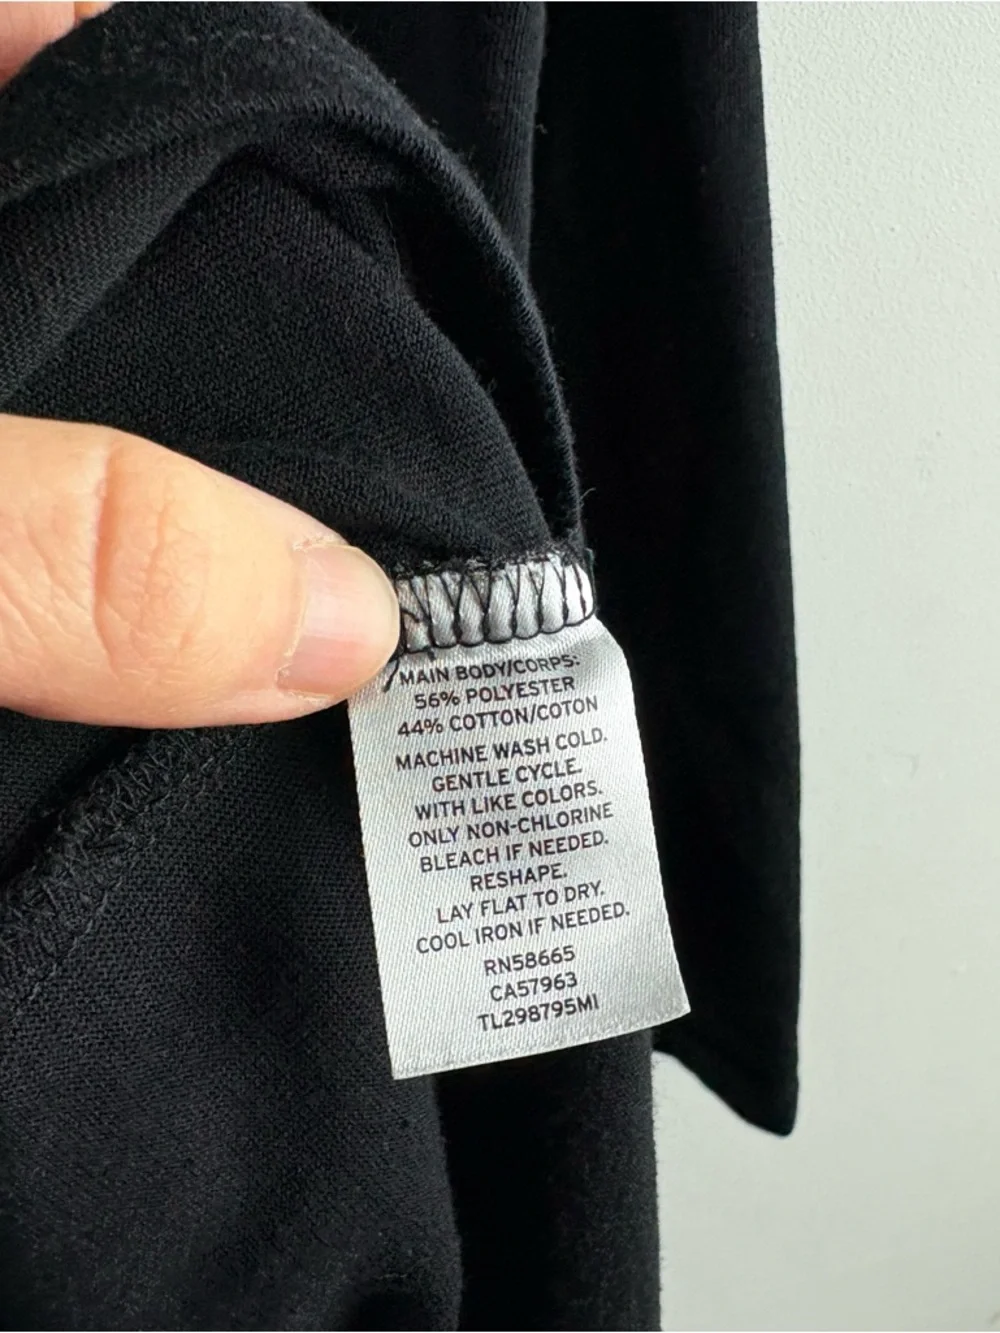 MAIN BODY/CORPS:
56% POLYESTER
44% COTTON/COTON
MACHINE WASH COLD.
GENTLE CYCLE.
WITH LIKE COLORS.
ONLY NON-CHLORINE
BLEACH IF NEEDED.
RESHAPE.
LAY FLAT TO DRY.
COOL IRON IF NEEDED.
RN58665
CA57963
TL298795MI